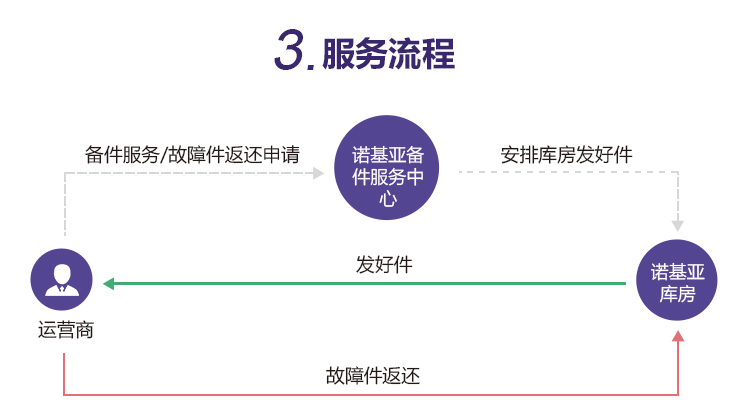 3.服务流程
备件服务/故障件返还申请
诺基亚备
件服务中
心
安排库房发好件
发好件
诺基亚
库房
运营商
故障件返还